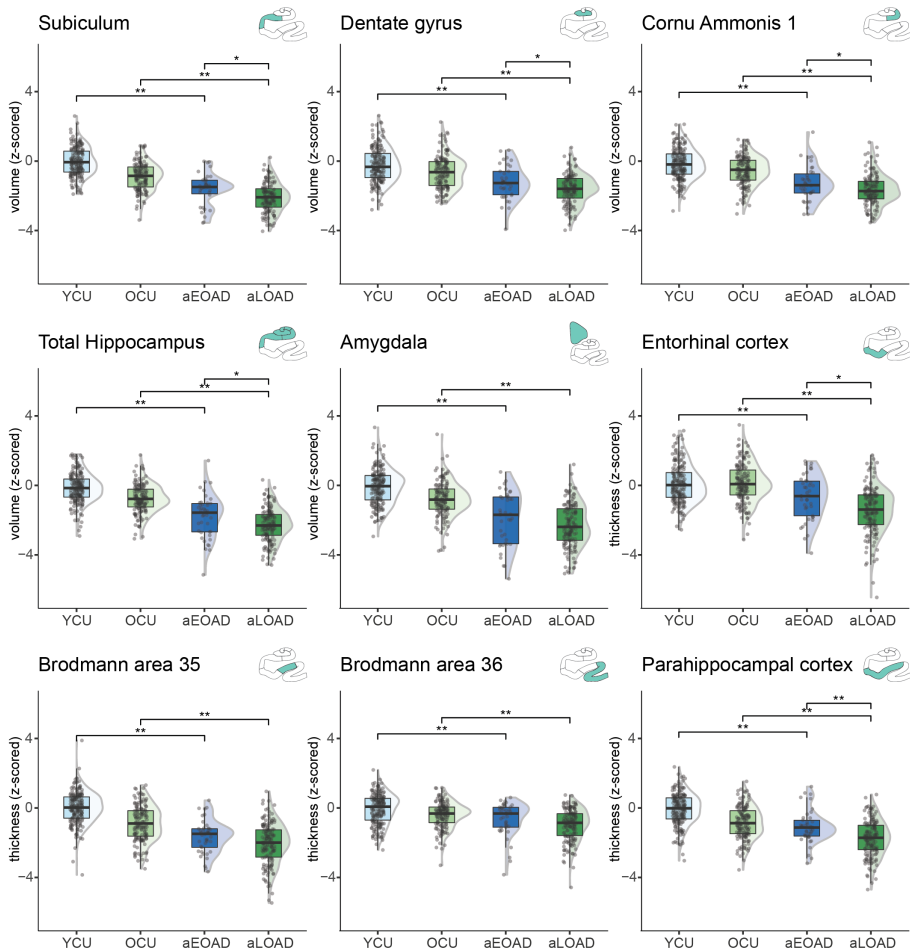 Subiculum
Dentate gyrus
Cornu Ammonis 1
*
**
**
*
**
**
*
**
**
volume (z-scored)
4
0
−4
volume (z-scored)
4
0
−4
volume (z-scored)
4
0
−4
YCU OCU aEOAD aLOAD
YCU OCU aEOAD aLOAD
YCU OCU aEOAD aLOAD
Total Hippocampus
Amygdala
Entorhinal cortex
*
**
**
**
**
*
**
**
volume (z-scored)
4
0
−4
volume (z-scored)
4
0
−4
thickness (z-scored)
4
0
−4
YCU OCU aEOAD aLOAD
YCU OCU aEOAD aLOAD
YCU OCU aEOAD aLOAD
Brodmann area 35
Brodmann area 36
Parahippocampal cortex
**
**
**
**
**
**
**
thickness (z-scored)
4
0
−4
thickness (z-scored)
4
0
−4
thickness (z-scored)
4
0
−4
YCU OCU aEOAD aLOAD
YCU OCU aEOAD aLOAD
YCU OCU aEOAD aLOAD